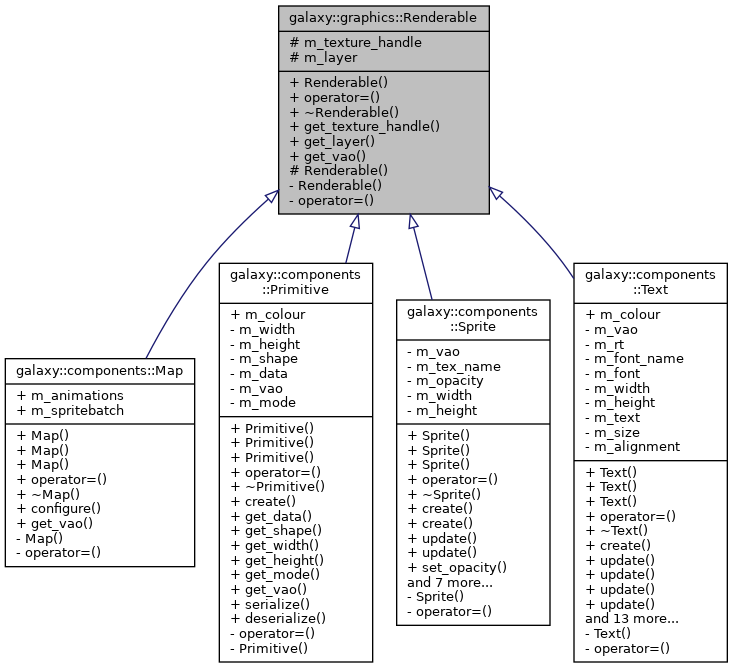 galaxy::graphics::Renderable
# m_texture_handle
# m_layer
+ Renderable()
+ operator=()
+ ~Renderable()
+ get_texture_handle()
+ get_layer()
+ get_vao()
# Renderable()
- Renderable()
- operator=()
galaxy::components::Map
+ m_animations
+ m_spritebatch
+ Map()
+ Map()
+ Map()
+ operator=()
+ ~Map()
+ configure()
+ get_vao()
- Map()
- operator=()
galaxy::components
::Primitive
+ m_colour
- m_width
- m_height
- m_shape
- m_data
- m_vao
- m_mode
+ Primitive()
+ Primitive()
+ Primitive()
+ operator=()
+ ~Primitive()
+ create()
+ get_data()
+ get_shape()
+ get_width()
+ get_height()
+ get_mode()
+ get_vao()
+ serialize()
+ deserialize()
- operator=()
- Primitive()
galaxy::components
::Sprite
- m_vao
- m_tex_name
- m_opacity
- m_width
- m_height
+ Sprite()
+ Sprite()
+ Sprite()
+ operator=()
+ ~Sprite()
+ create()
+ create()
+ update()
+ update()
+ set_opacity()
and 7 more...
- Sprite()
- operator=()
galaxy::components
::Text
+ m_colour
- m_vao
- m_rt
- m_font_name
- m_font
- m_width
- m_height
- m_text
- m_size
- m_alignment
+ Text()
+ Text()
+ Text()
+ operator=()
+ ~Text()
+ create()
+ update()
+ update()
+ update()
+ update()
and 13 more...
- Text()
- operator=()